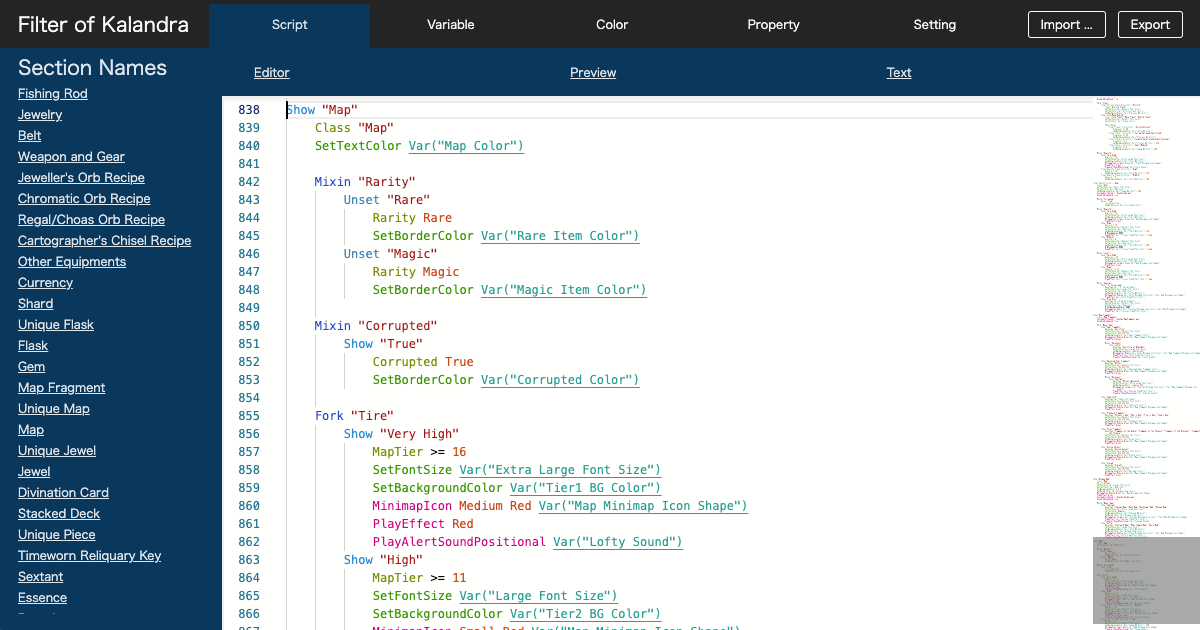 Filter of Kalandra
Script
Variable
Color
Property
Setting
Import ...
Export
Editor
Preview
Text
Section Names
Fishing Rod
Jewelry
Belt
Weapon and Gear
Jeweller's Orb Recipe
Chromatic Orb Recipe
Regal/Choas Orb Recipe
Cartographer's Chisel Recipe
Other Equipments
Currency
Shard
Unique Flask
Flask
Gem
Map Fragment
Unique Map
Map
Unique Jewel
Jewel
Divination Card
Stacked Deck
Unique Piece
Timeworn Reliquary Key
Sextant
Essence
838 Show "Map"
839 Class "Map"
840 SetTextColor Var("Map Color")
841
842 Mixin "Rarity"
843 Unset "Rare"
844 Rarity Rare
845 SetBorderColor Var("Rare Item Color")
846 Unset "Magic"
847 Rarity Magic
848 SetBorderColor Var("Magic Item Color")
849
850 Mixin "Corrupted"
851 Show "True"
852 Corrupted True
853 SetBorderColor Var("Corrupted Color")
854
855 Fork "Tire"
856 Show "Very High"
857 MapTier >= 16
858 SetFontSize Var("Extra Large Font Size")
859 SetBackgroundColor Var("Tier1 BG Color")
860 MinimapIcon Medium Red Var("Map Minimap Icon Shape")
861 PlayEffect Red
862 PlayAlertSoundPositional Var("Lofty Sound")
863 Show "High"
864 MapTier >= 11
865 SetFontSize Var("Large Font Size")
866 SetBackgroundColor Var("Tier2 BG Color")
867 MinimapIcon Small Red Var("Map Minimap Icon Shape")